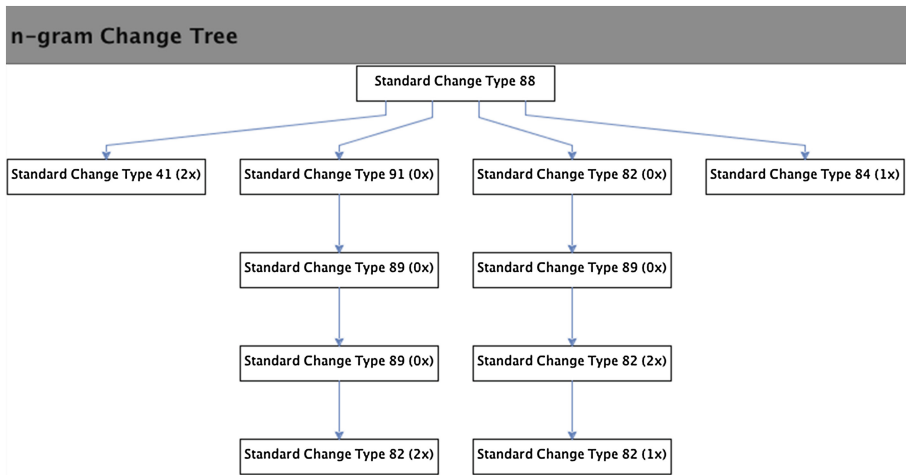 n-gram Change Tree
Standard Change Type 88
Standard Change Type 41 (2x)
Standard Change Type 91 (0x)
Standard Change Type 82 (0x)
Standard Change Type 84 (1x)
Standard Change Type 89 (0x)
Standard Change Type 89 (0x)
Standard Change Type 89 (0x)
Standard Change Type 82 (2x)
Standard Change Type 82 (2x)
Standard Change Type 82 (1x)